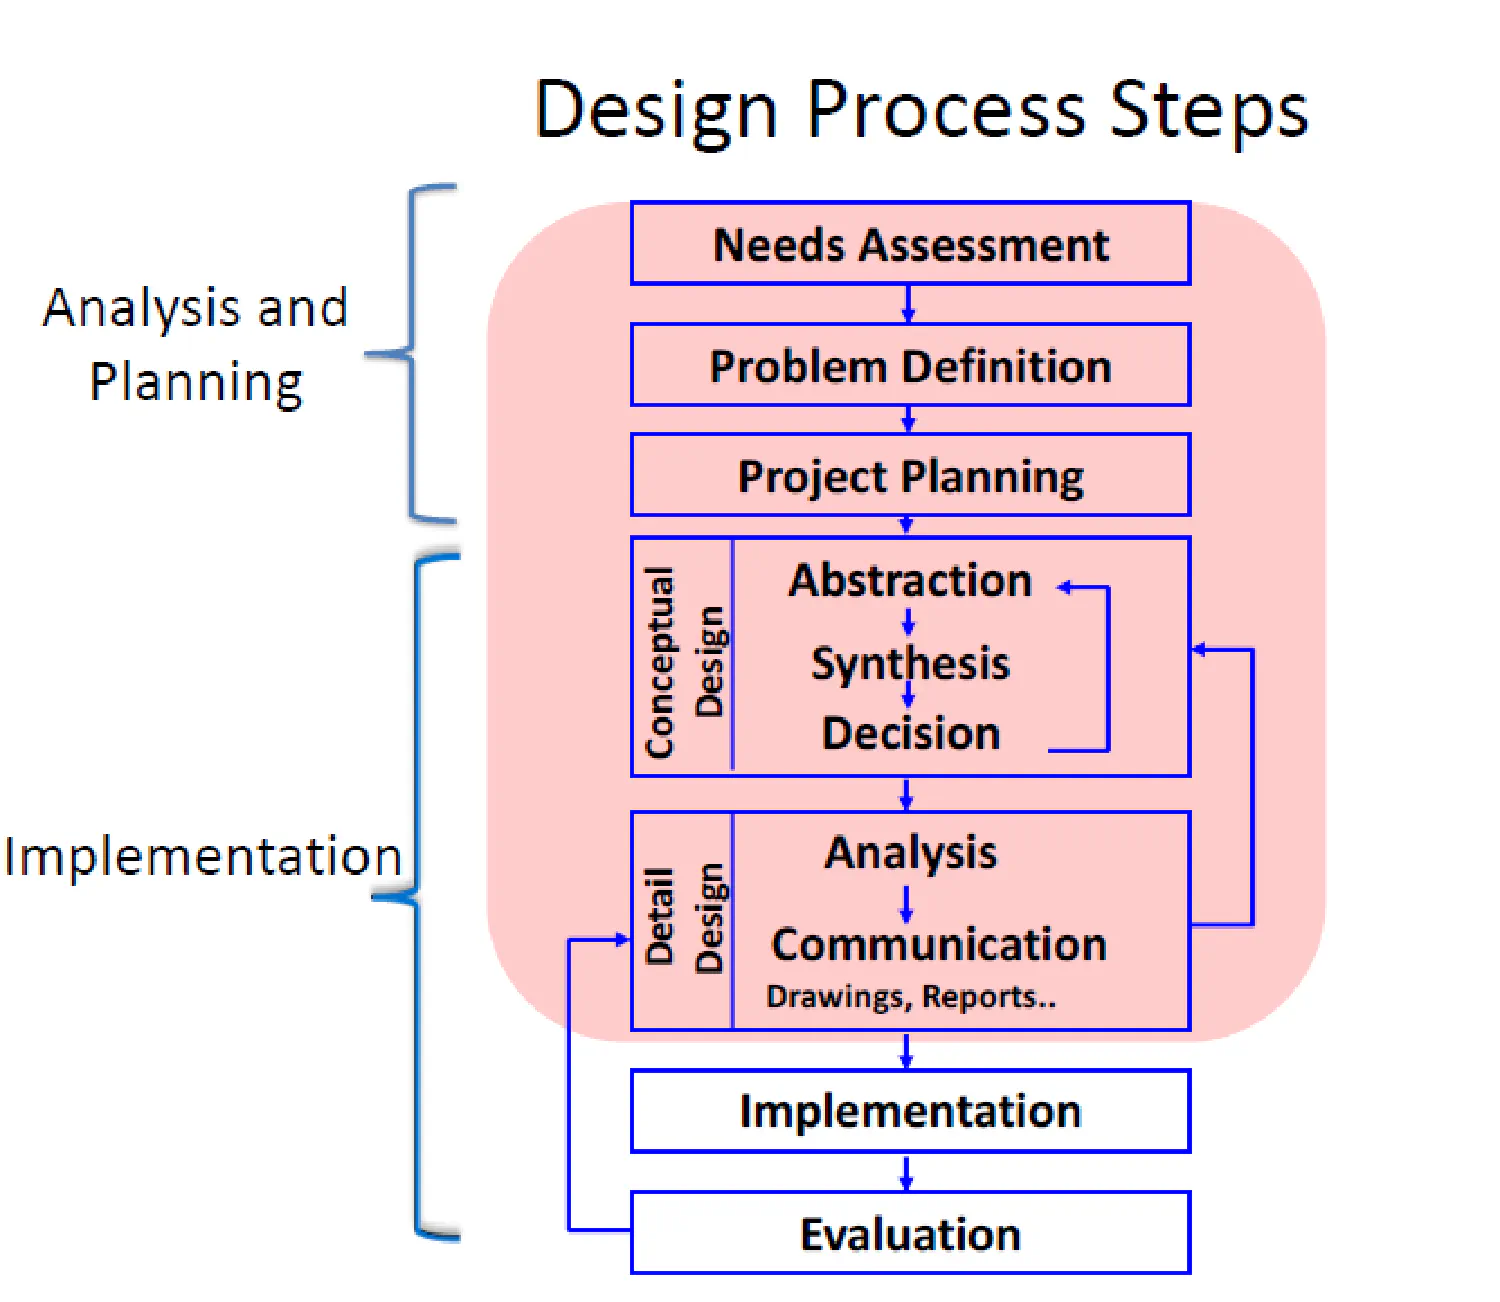 Design Process Steps
Analysis and
Planning
Needs Assessment
Problem Definition
Project Planning
Implementation
Conceptual
Design
Abstraction
Synthesis
Decision
Detail
Design
Analysis
Communication
Drawings, Reports..
Implementation
Evaluation